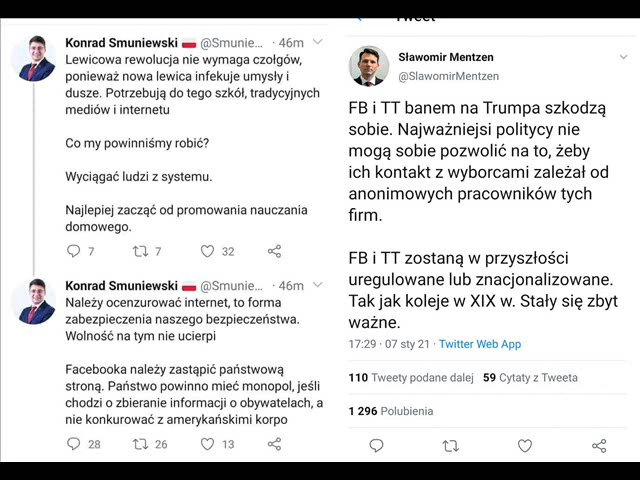 Konrad Smuniewski @Smunie... · 46m
Lewicowa rewolucja nie wymaga czołgów,
ponieważ nowa lewica infekuje umysły i
dusze. Potrzebują do tego szkół, tradycyjnych
mediów i internetu
Co my powinniśmy robić?
Wyciągać ludzi z systemu.
Najlepiej zacząć od promowania nauczania
domowego.
7 7 32
Konrad Smuniewski @Smunie... · 46m
Należy ocenzurować internet, to forma
zabezpieczenia naszego bezpieczeństwa.
Wolność na tym nie ucierpi
Facebooka należy zastąpić państwową
stroną. Państwo powinno mieć monopol, jeśli
chodzi o zbieranie informacji o obywatelach, a
nie konkurować z amerykańskimi korpo
28 26 13
Tweet
Sławomir Mentzen
@SlawomirMentzen
FB i TT banem na Trumpa szkodzą
sobie. Najważniejsi politycy nie
mogą sobie pozwolić na to, żeby
ich kontakt z wyborcami zależał od
anonimowych pracowników tych
firm.
FB i TT zostaną w przyszłości
uregulowane lub znacjonalizowane.
Tak jak koleje w XIX w. Stały się zbyt
ważne.
17:29 · 07 sty 21 · Twitter Web App
110 Tweety podane dalej 59 Cytaty z Tweeta
1 296 Polubienia